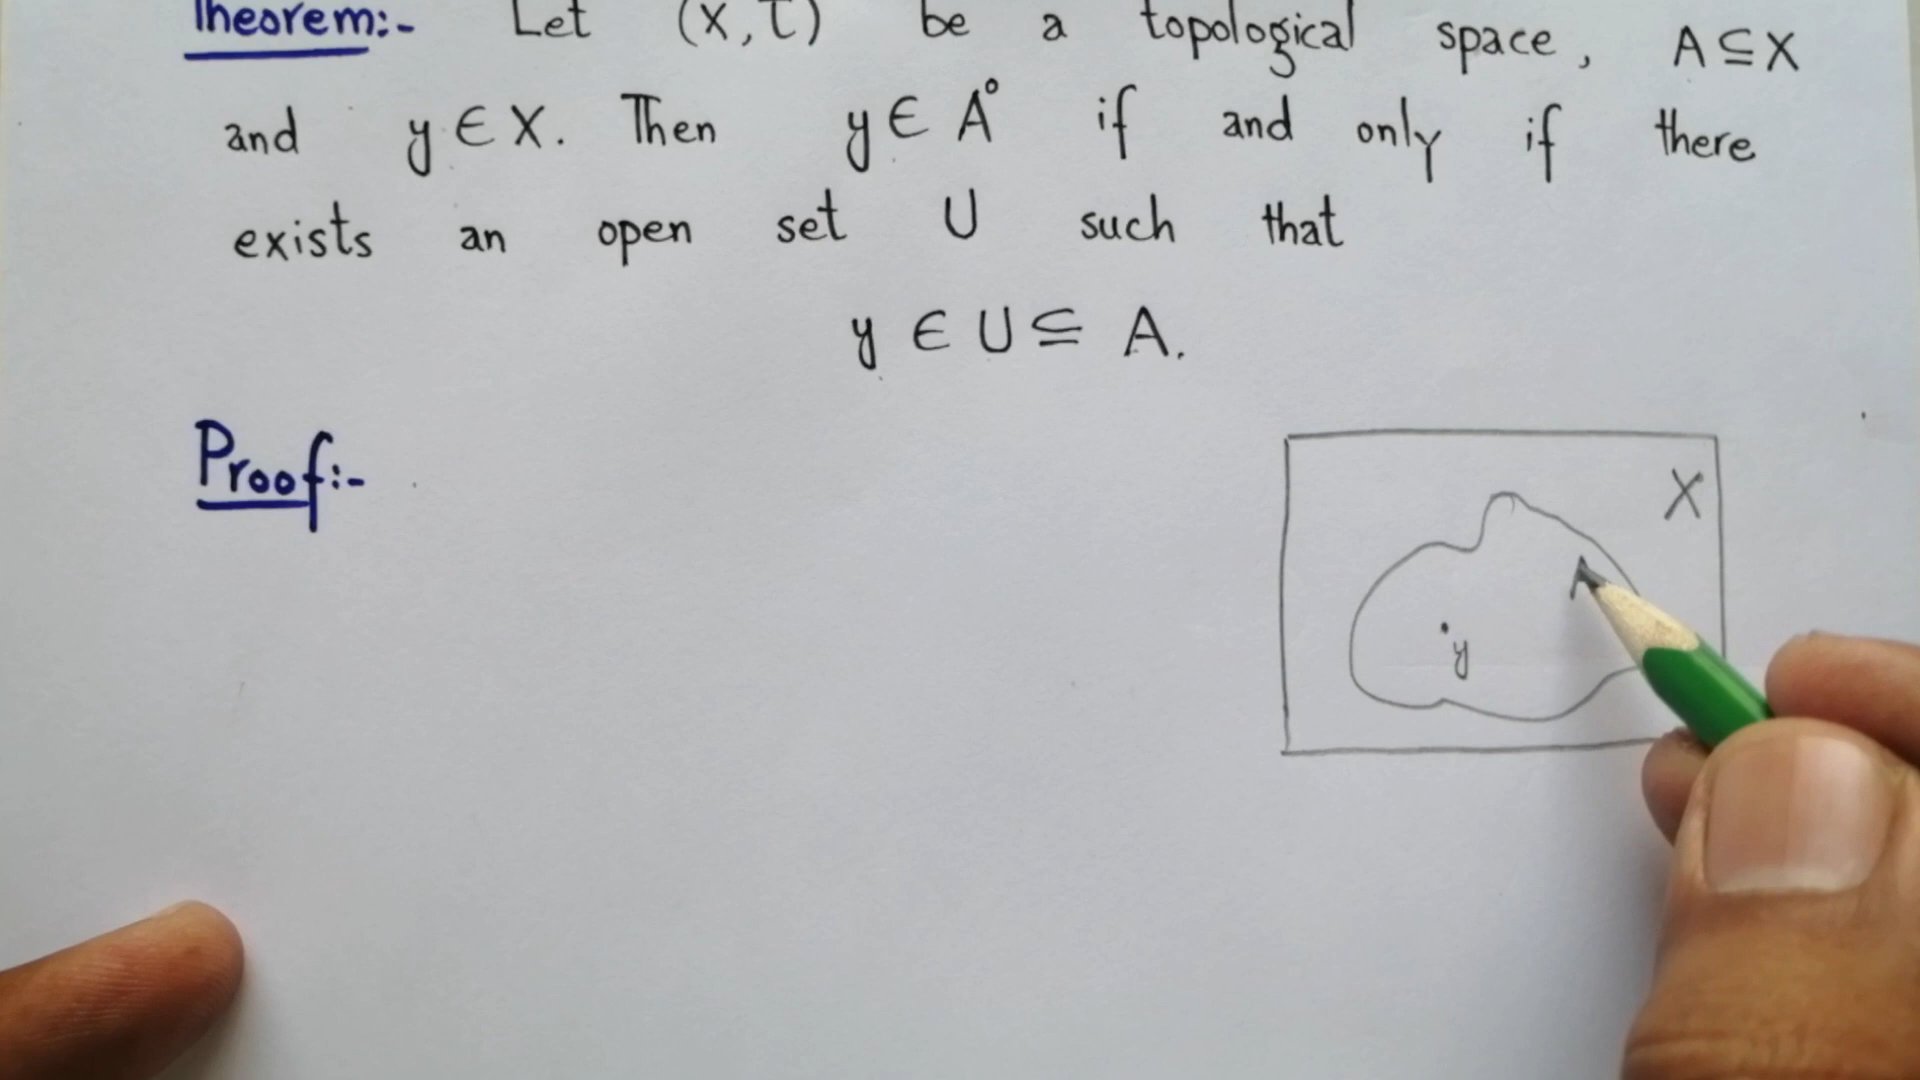 Theorem:- Let (X, τ) be a topological space, A ⊆ X
and y ∈ X. Then y ∈ A° if and only if there
exists an open set U such that
y ∈ U ⊆ A.
Proof:-
X
A
y